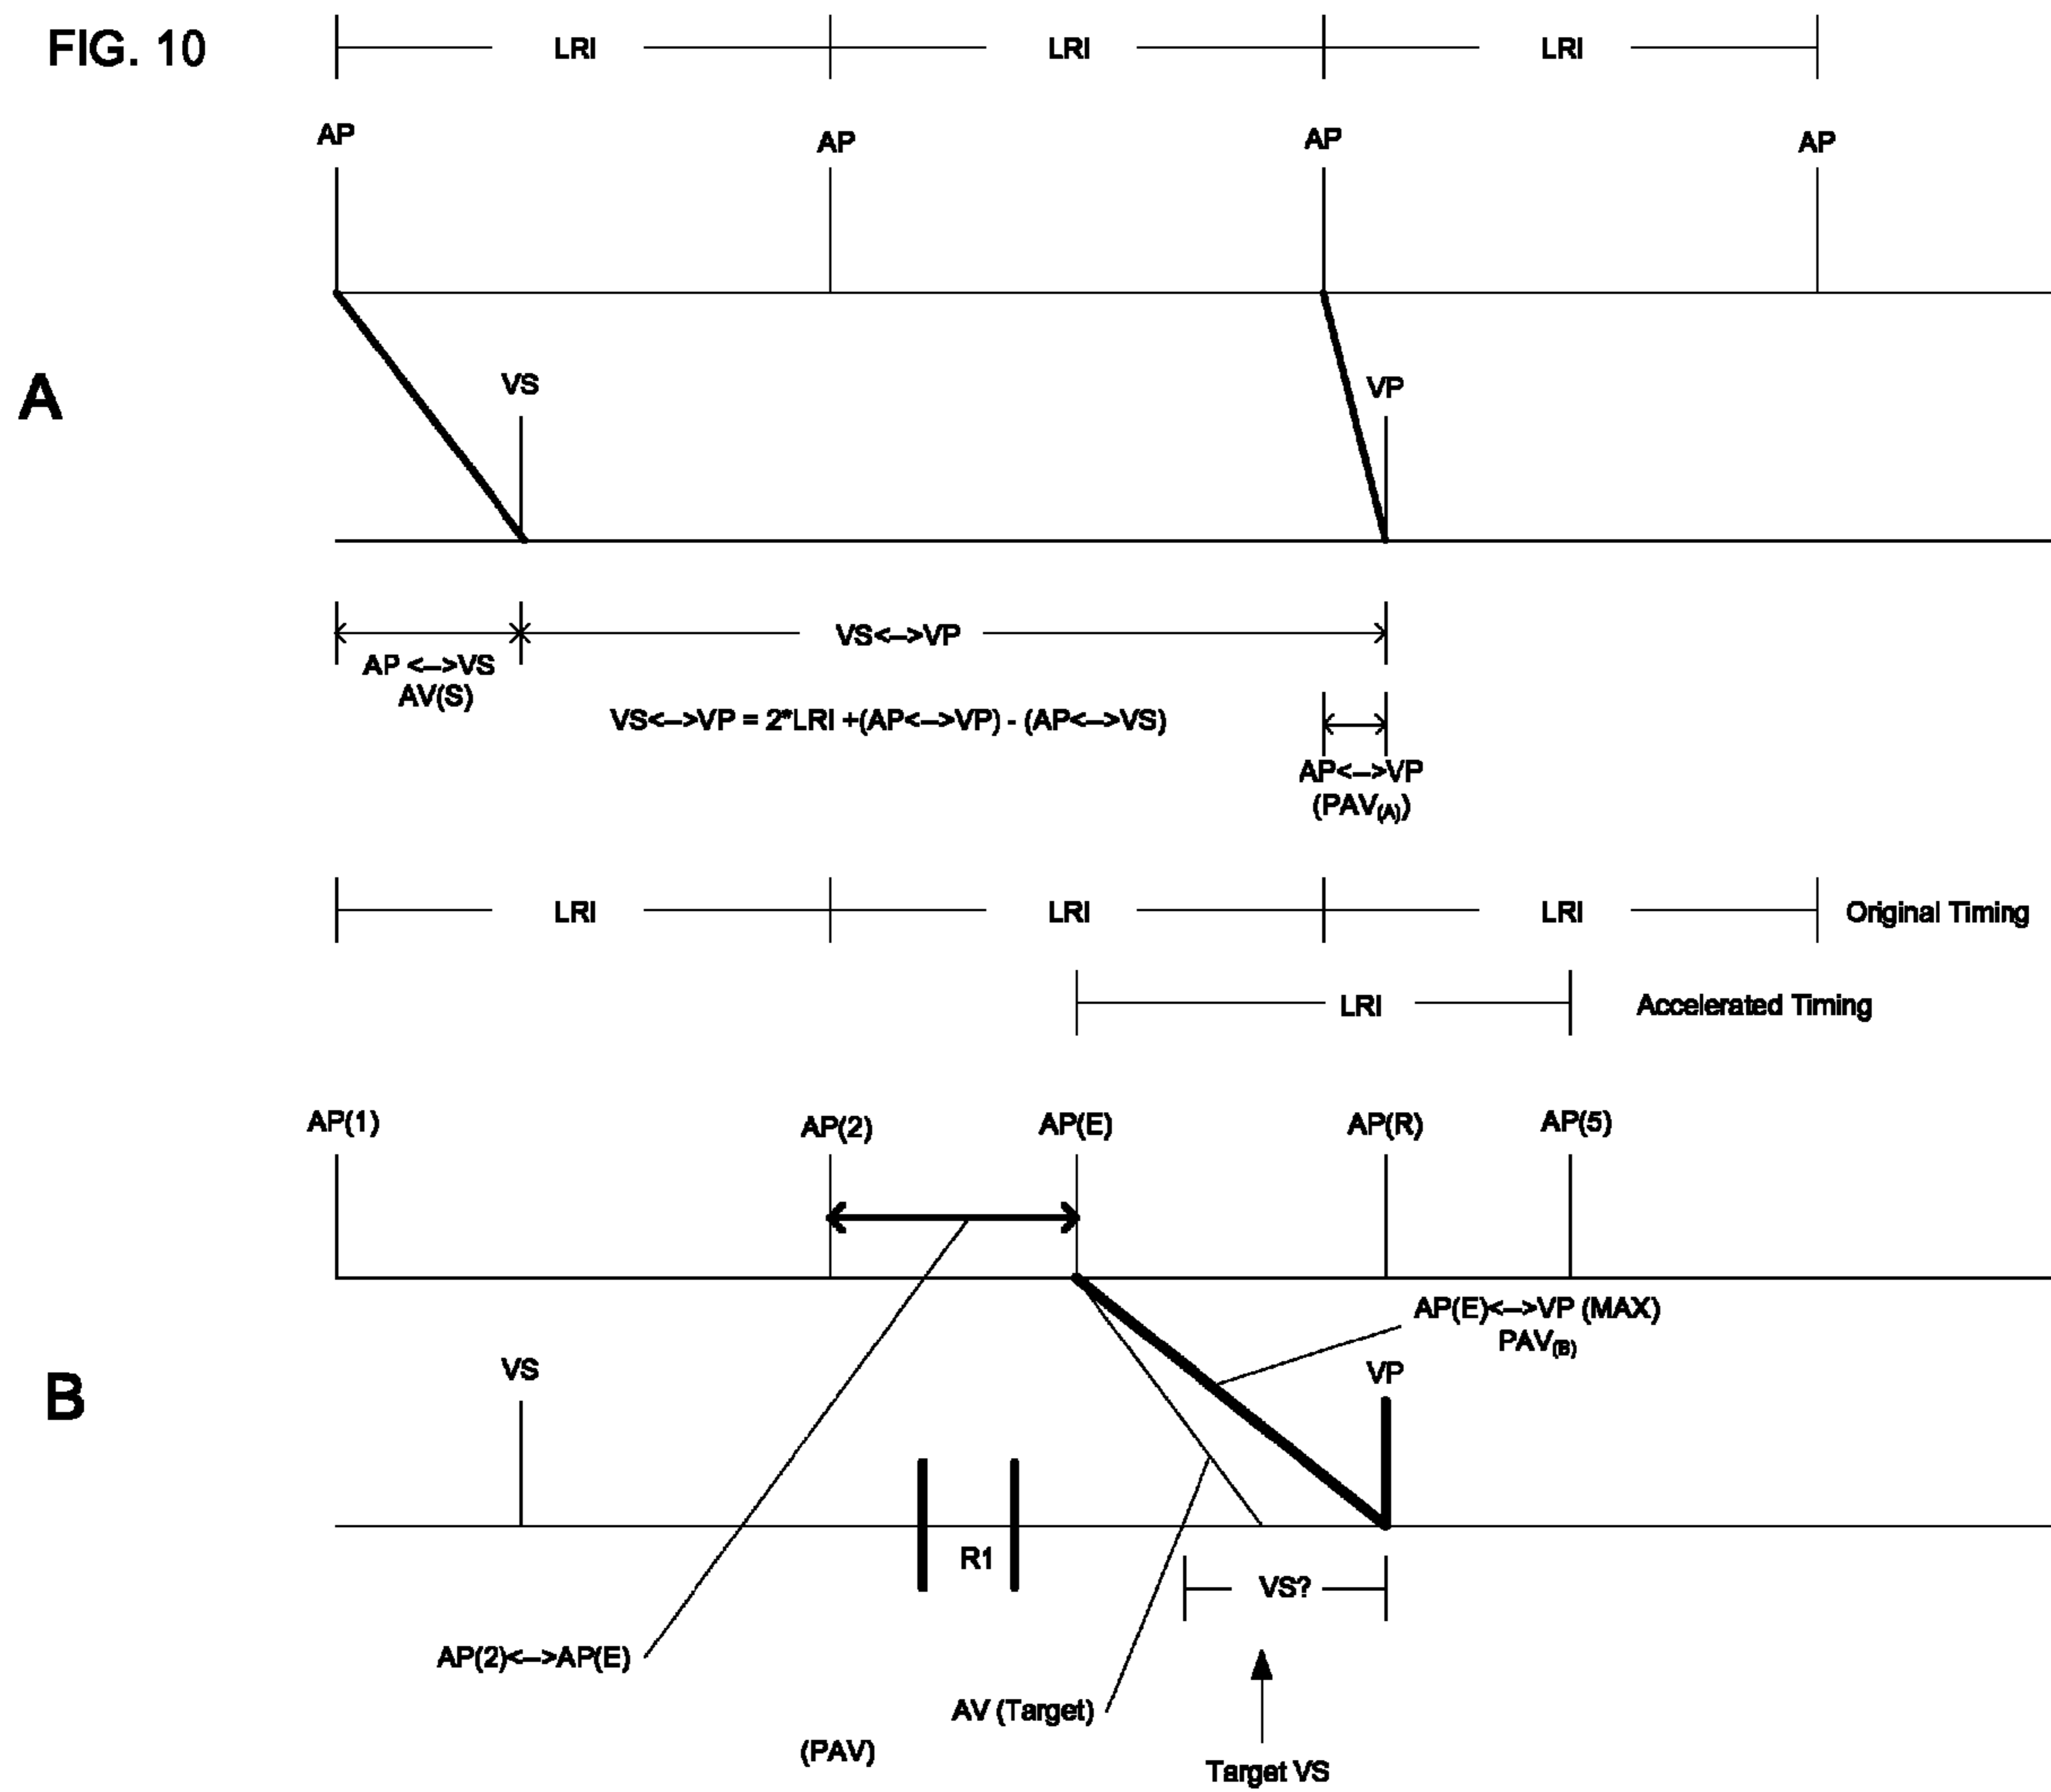 FIG. 10
LRI LRI LRI
AP AP AP AP
A
VS VP
VS<-->VP
AP <-->VS
AV(S)
VS<-->VP = 2*LRI +(AP<-->VP) - (AP<-->VS)
AP<-->VP
(PAV(A))
LRI LRI LRI Original Timing
LRI Accelerated Timing
AP(1) AP(2) AP(E) AP(R) AP(5)
AP(E)<-->VP (MAX)
PAV(B)
B
VS VP
R1
VS?
AP(2)<-->AP(E)
AV (Target)
(PAV)
Target VS